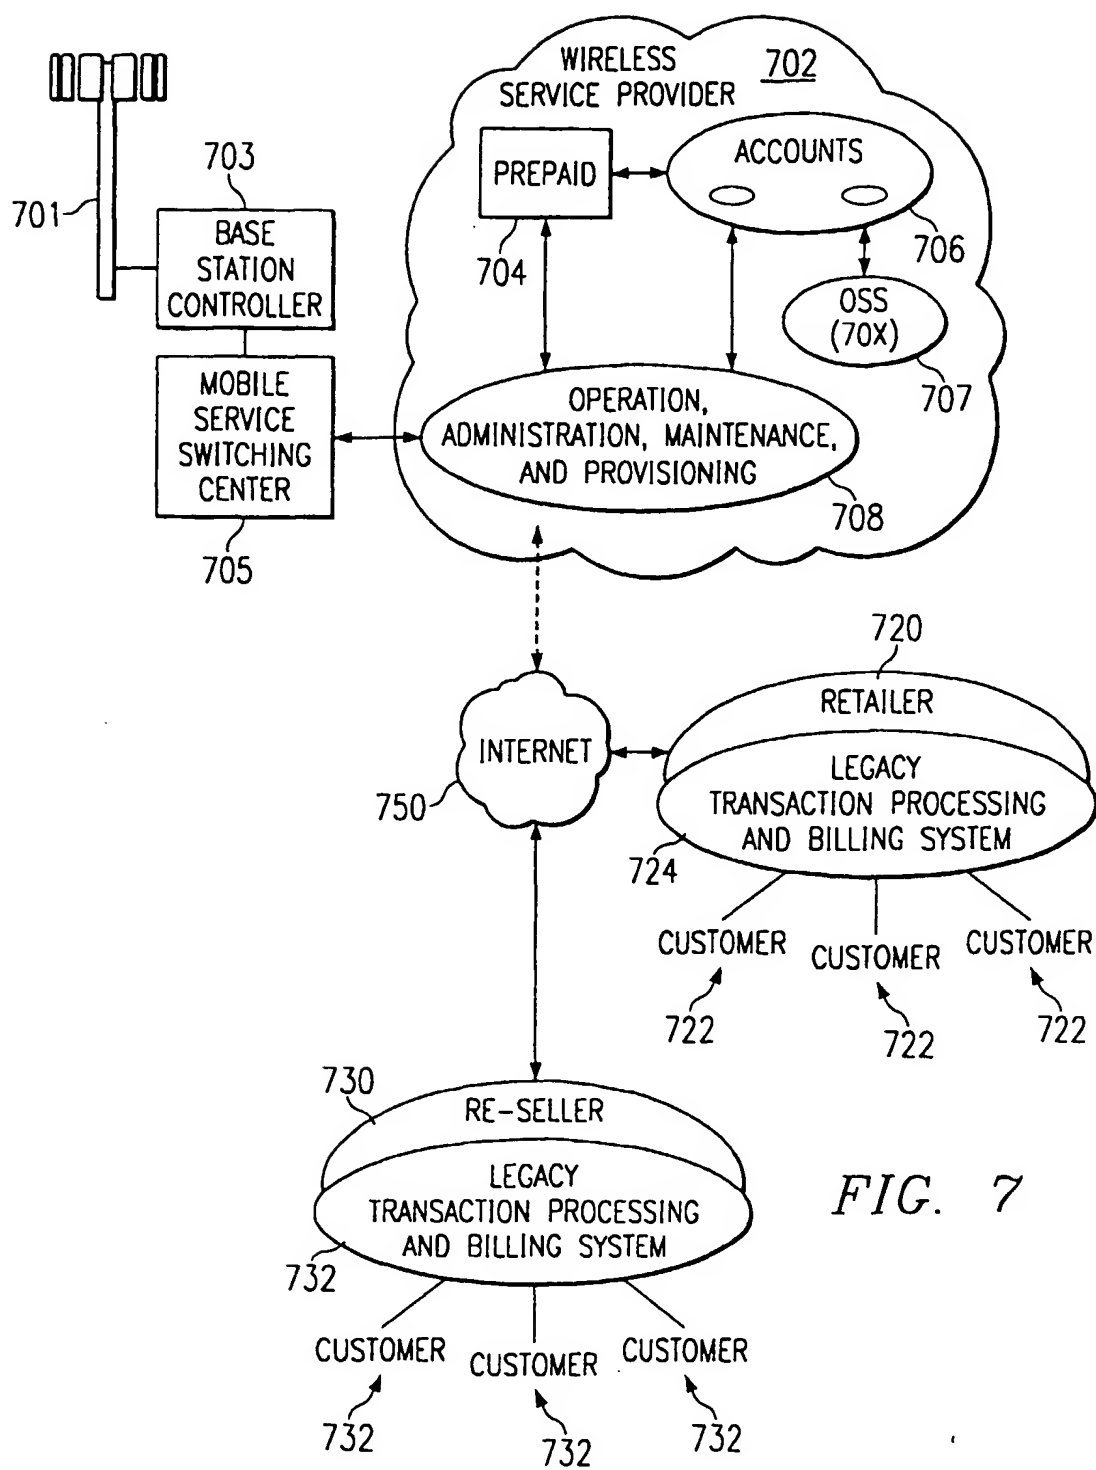 WIRELESS
SERVICE PROVIDER
702
703
701
PREPAID
ACCOUNTS
BASE
STATION
CONTROLLER
704
706
OSS
(70X)
707
MOBILE
SERVICE
SWITCHING
CENTER
OPERATION,
ADMINISTRATION, MAINTENANCE,
AND PROVISIONING
708
705
720
RETAILER
INTERNET
750
LEGACY
TRANSACTION PROCESSING
AND BILLING SYSTEM
724
CUSTOMER
CUSTOMER
CUSTOMER
722
722
722
730
RE-SELLER
LEGACY
TRANSACTION PROCESSING
AND BILLING SYSTEM
732
FIG. 7
CUSTOMER
CUSTOMER
CUSTOMER
732
732
732